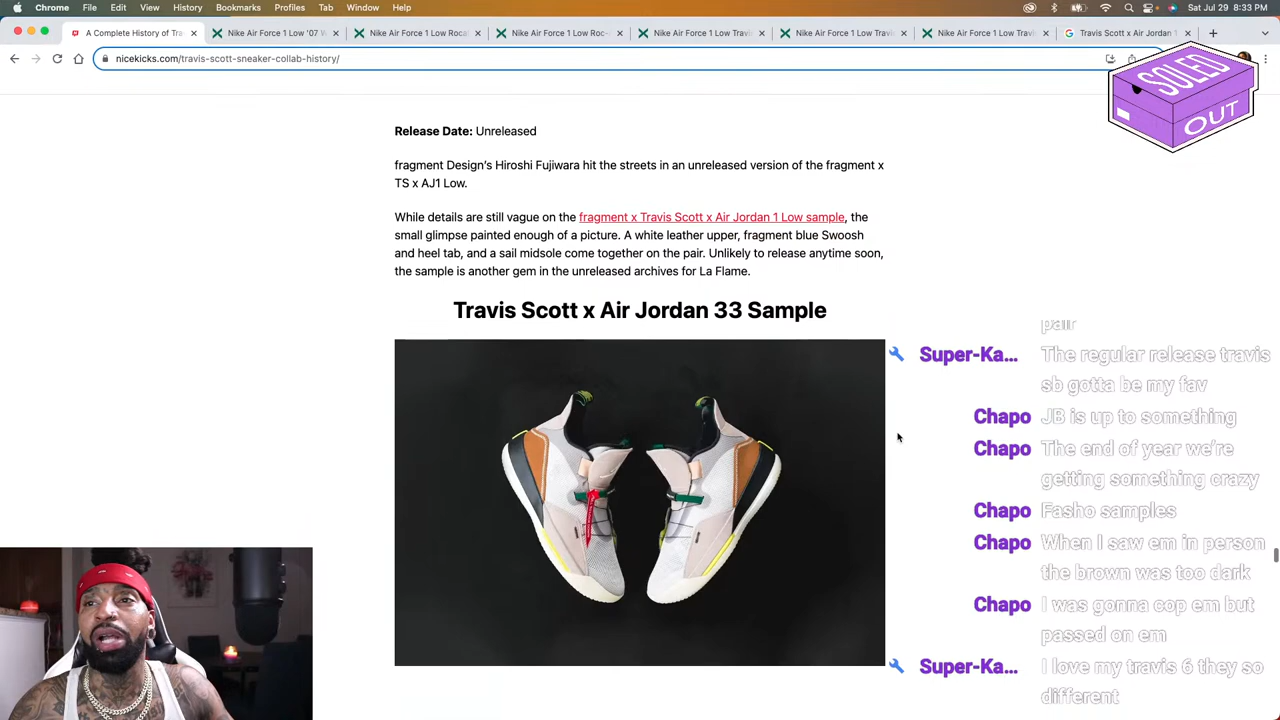 Chrome File Edit View History Bookmarks Profiles Tab Window Help Sat Jul 29 8:33 PM
A Complete History of Tra Nike Air Force 1 Low '07 W Nike Air Force 1 Low Roca Nike Air Force 1 Low Roc- Nike Air Force 1 Low Travi Nike Air Force 1 Low Travi Nike Air Force 1 Low Travi Travis Scott x Air Jordan 1
nicekicks.com/travis-scott-sneaker-collab-history/
SOLED
OUT
Release Date: Unreleased
fragment Design's Hiroshi Fujiwara hit the streets in an unreleased version of the fragment x
TS x AJ1 Low.
While details are still vague on the fragment x Travis Scott x Air Jordan 1 Low sample, the
small glimpse painted enough of a picture. A white leather upper, fragment blue Swoosh
and heel tab, and a sail midsole come together on the pair. Unlikely to release anytime soon,
the sample is another gem in the unreleased archives for La Flame.
Travis Scott x Air Jordan 33 Sample
pair
Super-Ka... The regular release travis
sb gotta be my fav
Chapo JB is up to something
Chapo The end of year we're
getting something crazy
Chapo Fasho samples
Chapo When I saw em in person
the brown was too dark
Chapo I was gonna cop em but
passed on em
Super-Ka... I love my travis 6 they so
different